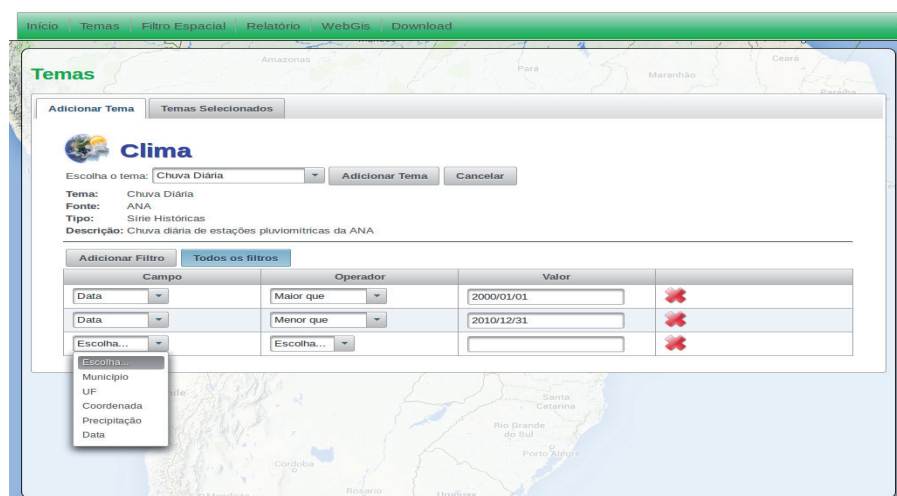 Início Temas Filtro Espacial Relatório WebGis Download
Amazonas Pará Maranhão Ceará
Paraíba
Temas
Adicionar Tema Temas Selecionados
Clima
Escolha o tema: Chuva Diária Adicionar Tema Cancelar
Tema: Chuva Diária
Fonte: ANA
Tipo: Sírie Históricas
Descrição: Chuva diária de estações pluviomítricas da ANA
Adicionar Filtro Todos os filtros
Campo Operador Valor
Data Maior que 2000/01/01
Data Menor que 2010/12/31
Escolha... Escolha...
Escolha...
Município
UF
Coordenada
Precipitação
Data
Santa
Catarina
Rio Grande
do Sul
Porto Alegre
Córdoba
Rosario Uruguay